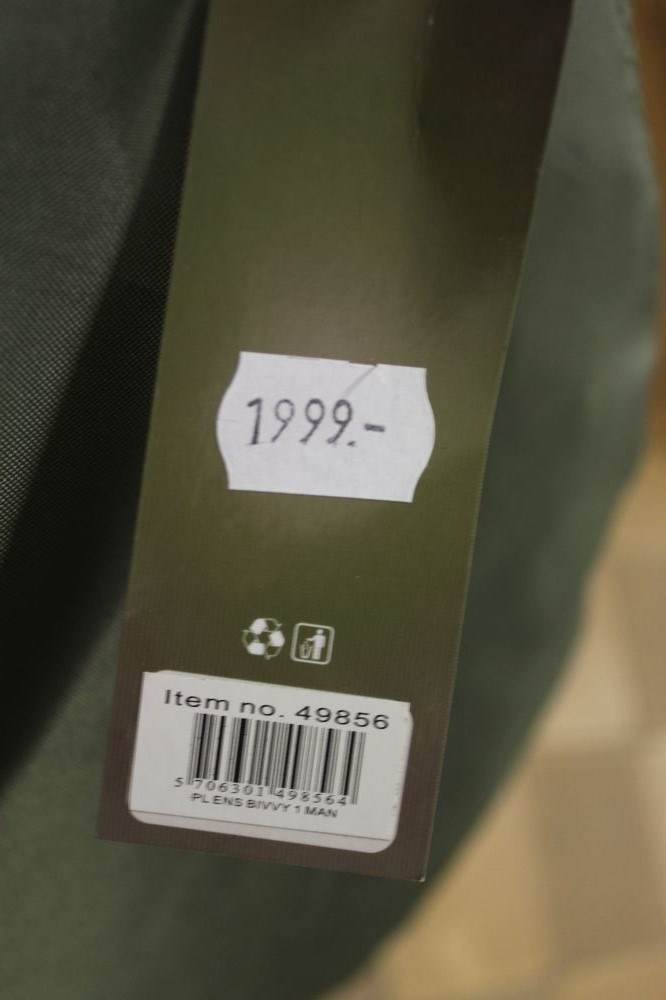 1999.-
Item no. 49856
5 706301 498564
PL ENS BIVVY 1 MAN